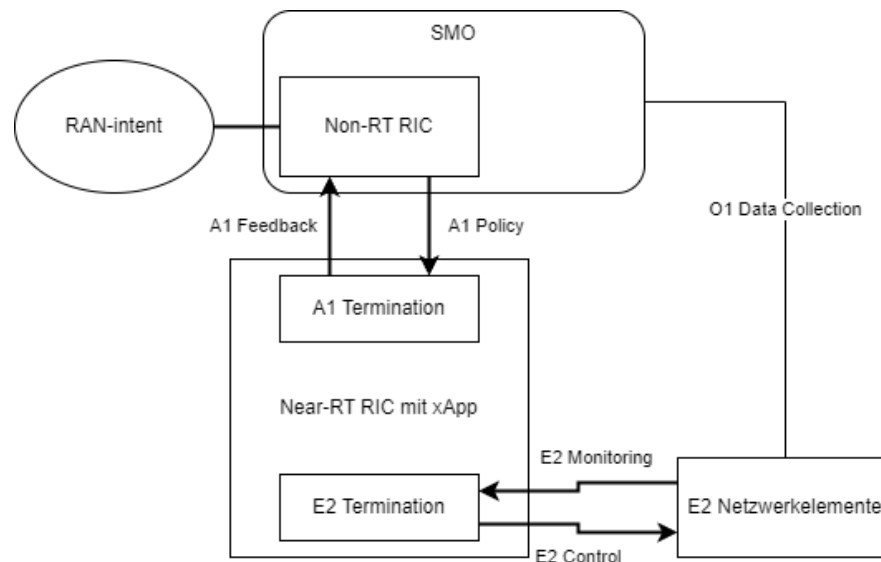 SMO
RAN-intent
Non-RT RIC
O1 Data Collection
A1 Feedback
A1 Policy
A1 Termination
Near-RT RIC mit xApp
E2 Monitoring
E2 Termination
E2 Netzwerkelemente
E2 Control